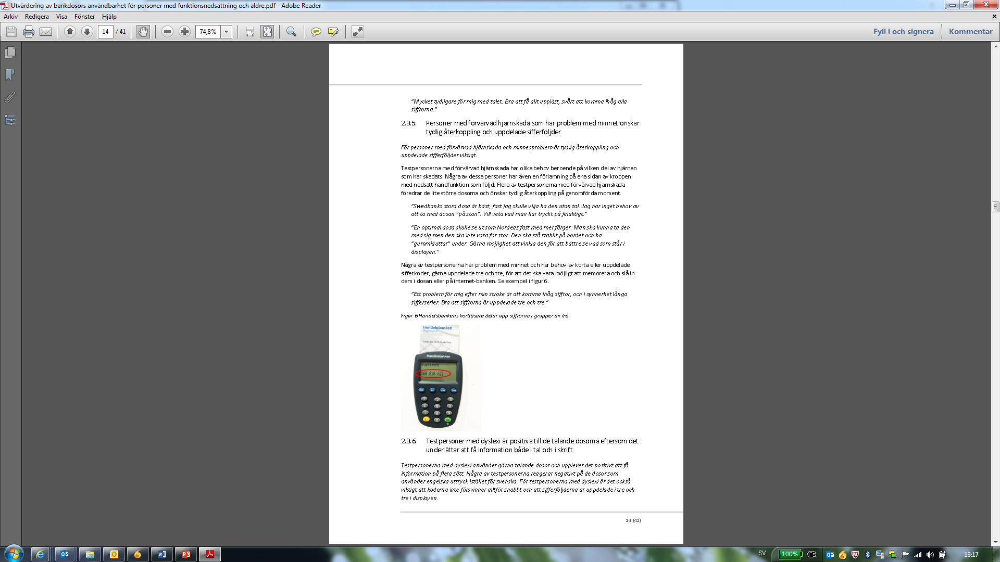 Utvärdering av bankdosors användbarhet för personer med funktionsnedsättning och äldre.pdf - Adobe Reader
Arkiv Redigera Visa Fönster Hjälp
14 / 41 74,8% Fyll i och signera Kommentar
”Mycket tydligare för mig med talet. Bra att få allt uppläst, svårt att komma ihåg alla
siffrorna.”
2.3.5. Personer med förvärvad hjärnskada som har problem med minnet önskar
tydlig återkoppling och uppdelade sifferföljder
För personer med förvärvad hjärnskada och minnesproblem är tydlig återkoppling och
uppdelade sifferföljder viktigt.
Testpersonerna med förvärvad hjärnskada har olika behov beroende på vilken del av hjärnan
som har skadats. Några av dessa personer har även en förlamning på ena sidan av kroppen
med nedsatt handfunktion som följd. Flera av testpersonerna med förvärvad hjärnskada
föredrar de lite större dosorna och önskar tydlig återkoppling på genomförda moment.
”Swedbanks stora dosa är bäst, fast jag skulle vilja ha den utan tal. Jag har inget behov av
att ta med dosan ”på stan”. Vill veta vad man har tryckt på felaktigt.”
”En optimal dosa skulle se ut som Nordeas fast med mer färger. Man ska kunna ta den
med sig men den ska inte vara för stor. Den ska stå stabilt på bordet och ha
”gummiduttar” under. Gärna möjlighet att vinkla den för att bättre se vad som står i
displayen.”
Några av testpersonerna har problem med minnet och har behov av korta eller uppdelade
sifferkoder, gärna uppdelade tre och tre, för att det ska vara möjligt att memorera och slå in
dem i dosan eller på internet-banken. Se exempel i figur 6.
”Ett problem för mig efter min stroke är att komma ihåg siffror, och i synnerhet långa
sifferserier. Bra att siffrorna är uppdelade tre och tre.”
Figur 6 Handelsbankens kortläsare delar upp siffrorna i grupper av tre
Handelsbanken
Handelsbanken
Svarskod:
168 818 627
1 2 3
4 5 6
7 8 9
C 0 OK
2.3.6. Testpersoner med dyslexi är positiva till de talande dosorna eftersom det
underlättar att få information både i tal och i skrift
Testpersonerna med dyslexi använder gärna talande dosor och upplever det positivt att få
information på flera sätt. Några av testpersonerna reagerar negativt på de dosor som
använder engelska uttryck istället för svenska. För testpersonerna med dyslexi är det också
viktigt att koderna inte försvinner alltför snabbt och att sifferföljderna är uppdelade i tre och
tre i displayen.
14 (41)
SV 100% 13:17